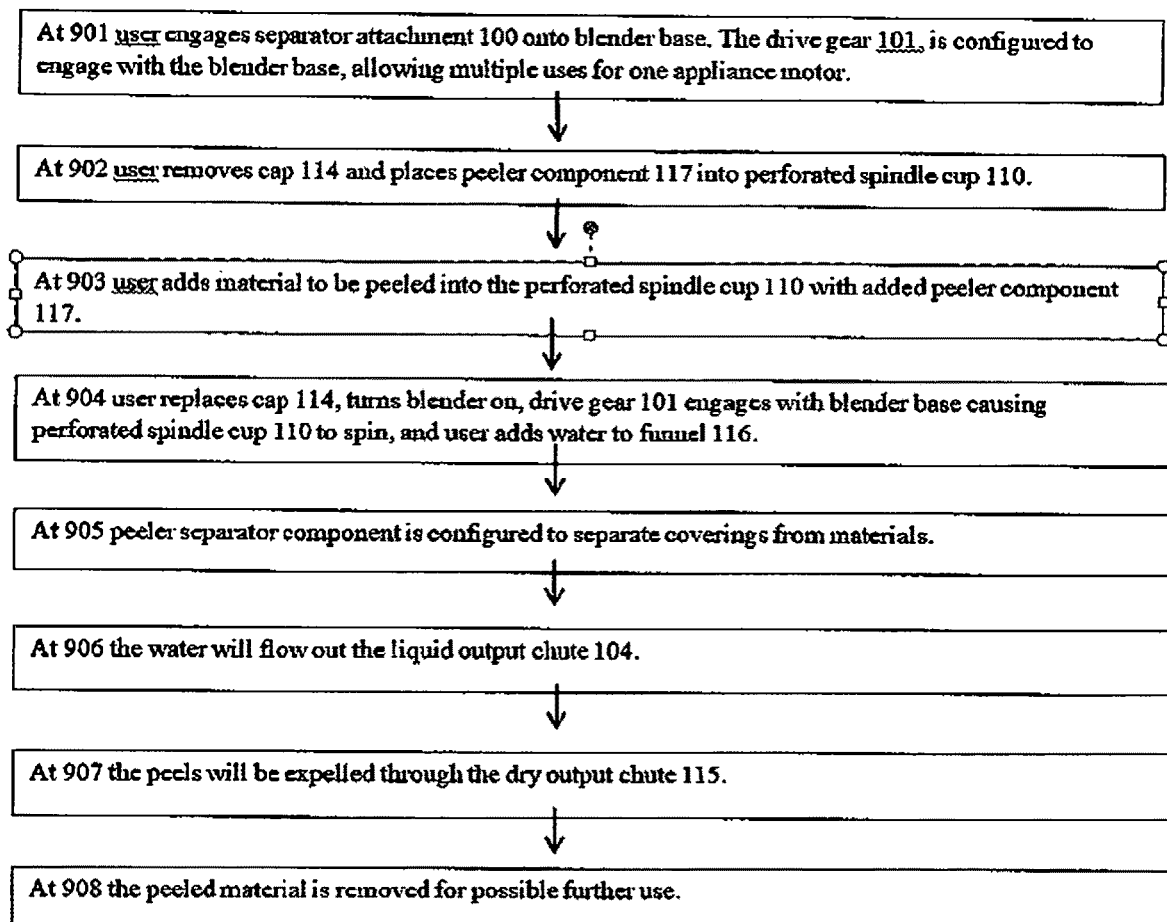 At 901 user engages separator attachment 100 onto blender base. The drive gear 101, is configured to
engage with the blender base, allowing multiple uses for one appliance motor.
At 902 user removes cap 114 and places peeler component 117 into perforated spindle cup 110.
At 903 user adds material to be peeled into the perforated spindle cup 110 with added peeler component
117.
At 904 user replaces cap 114, turns blender on, drive gear 101 engages with blender base causing
perforated spindle cup 110 to spin, and user adds water to funnel 116.
At 905 peeler separator component is configured to separate coverings from materials.
At 906 the water will flow out the liquid output chute 104.
At 907 the peels will be expelled through the dry output chute 115.
At 908 the peeled material is removed for possible further use.